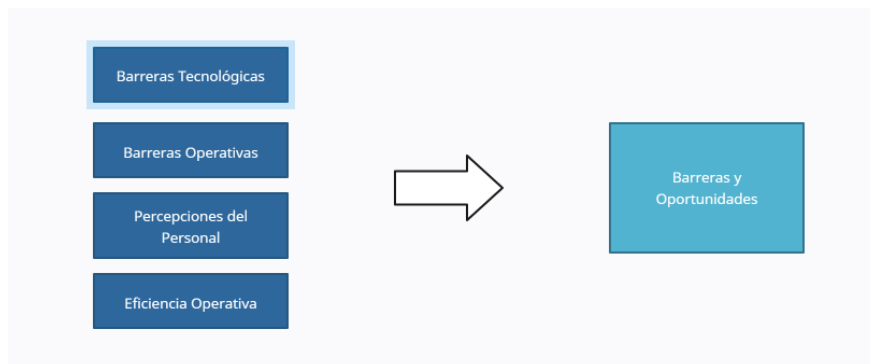 Barreras Tecnológicas
Barreras Operativas
Percepciones del
Personal
Eficiencia Operativa
Barreras y
Oportunidades